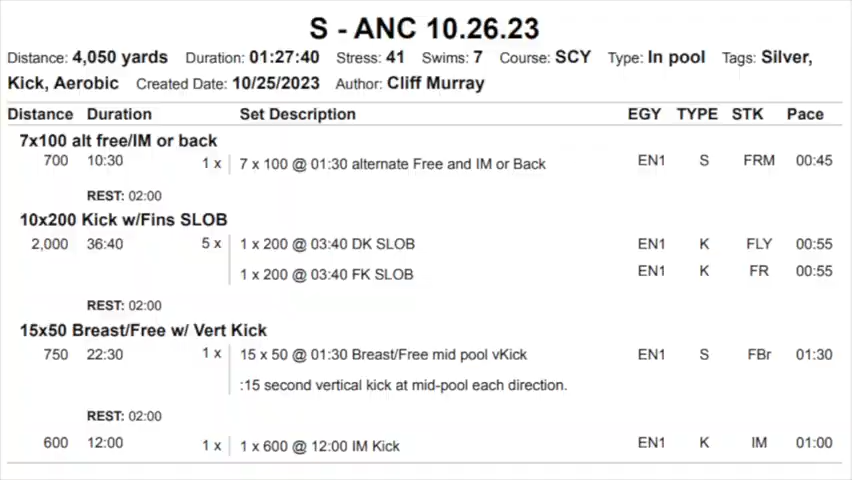 S - ANC 10.26.23
Distance: 4,050 yards Duration: 01:27:40 Stress: 41 Swims: 7 Course: SCY Type: In pool Tags: Silver,
Kick, Aerobic Created Date: 10/25/2023 Author: Cliff Murray
Distance Duration Set Description EGY TYPE STK Pace
7x100 alt free/IM or back
700 10:30 1 x 7 x 100 @ 01:30 alternate Free and IM or Back EN1 S FRM 00:45
REST: 02:00
10x200 Kick w/Fins SLOB
2,000 36:40 5 x 1 x 200 @ 03:40 DK SLOB EN1 K FLY 00:55
1 x 200 @ 03:40 FK SLOB EN1 K FR 00:55
REST: 02:00
15x50 Breast/Free w/ Vert Kick
750 22:30 1 x 15 x 50 @ 01:30 Breast/Free mid pool vKick EN1 S FBr 01:30
:15 second vertical kick at mid-pool each direction.
REST: 02:00
600 12:00 1 x 1 x 600 @ 12:00 IM Kick EN1 K IM 01:00